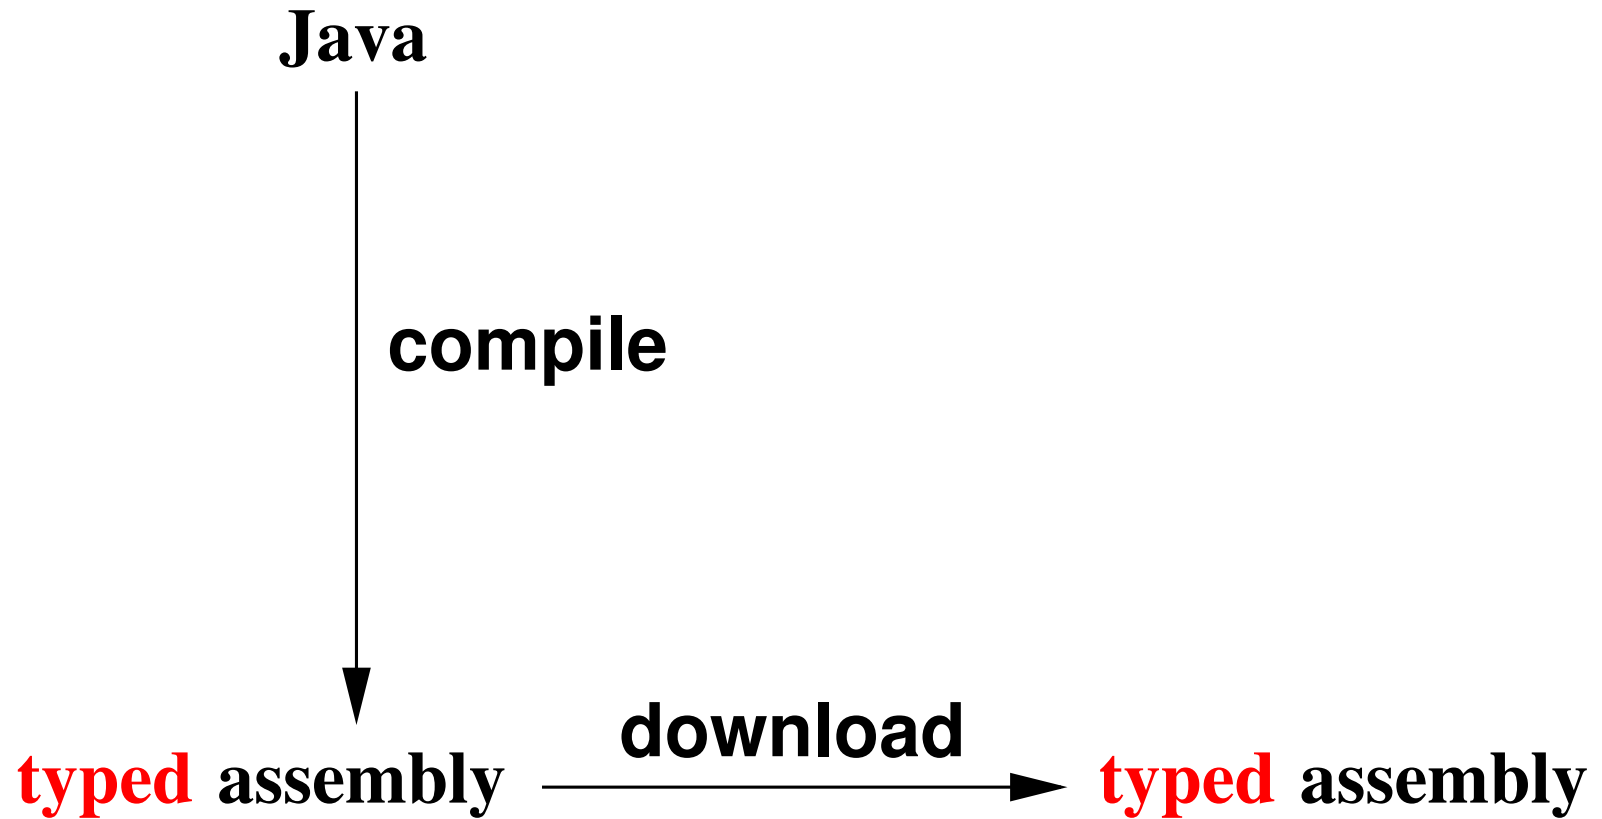 Java
compile
download
typed assembly
typed assembly